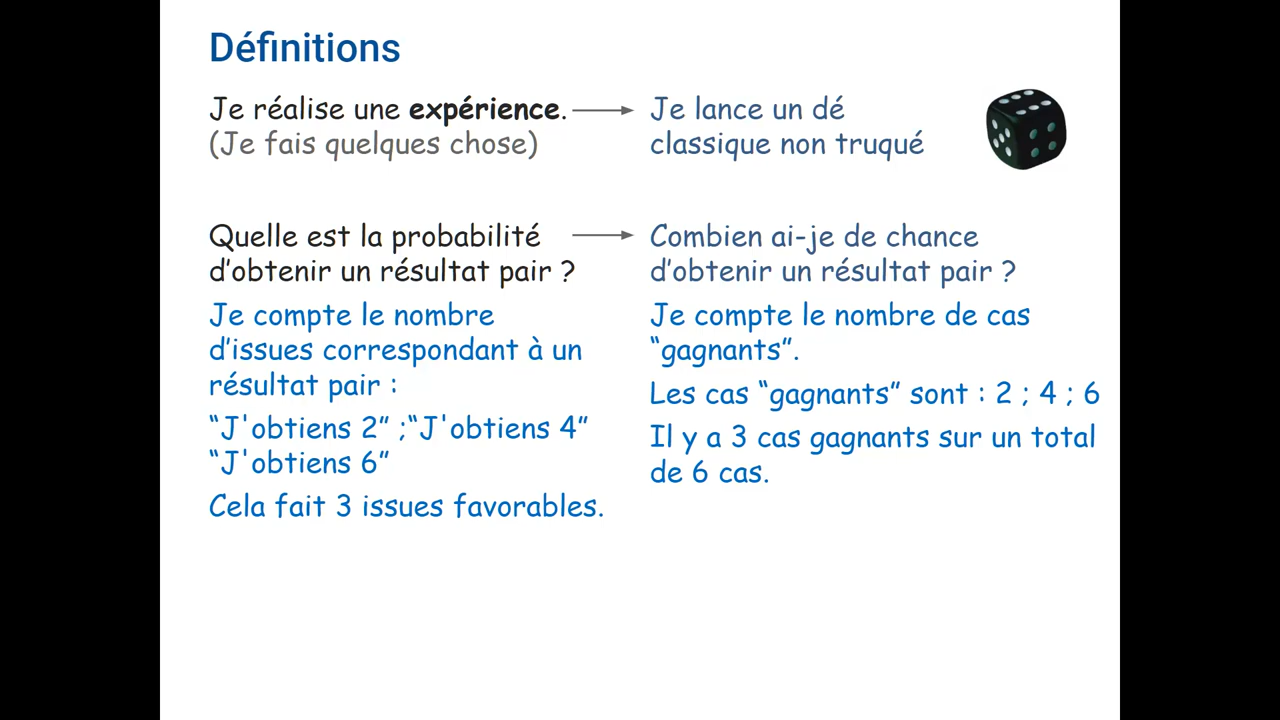 Définitions
Je réalise une expérience.
(Je fais quelques chose)
Je lance un dé
classique non truqué
Quelle est la probabilité
d’obtenir un résultat pair ?
Combien ai-je de chance
d’obtenir un résultat pair ?
Je compte le nombre
d’issues correspondant à un
résultat pair :
“J'obtiens 2” ;“J'obtiens 4”
“J'obtiens 6”
Cela fait 3 issues favorables.
Je compte le nombre de cas
“gagnants”.
Les cas “gagnants” sont : 2 ; 4 ; 6
Il y a 3 cas gagnants sur un total
de 6 cas.